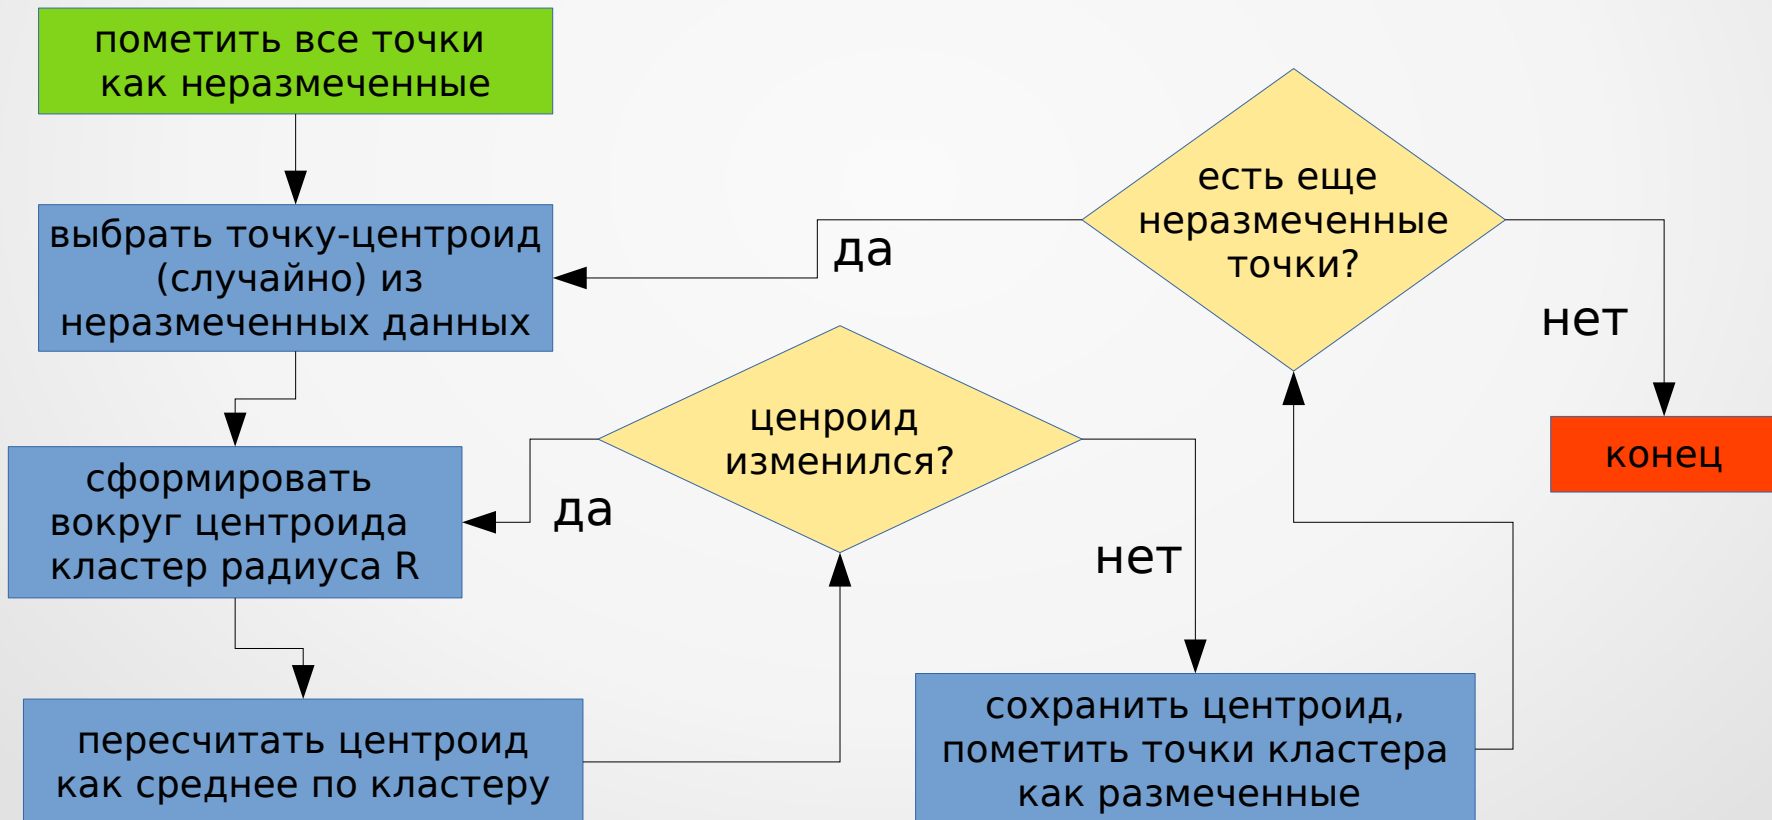 пометить все точки
как неразмеченные
выбрать точку-центроид
(случайно) из
неразмеченных данных
сформировать
вокруг центроида
кластер радиуса R
пересчитать центроид
как среднее по кластеру
ценроид
изменился?
да
нет
сохранить центроид,
пометить точки кластера
как размеченные
есть еще
неразмеченные
точки?
да
нет
конец